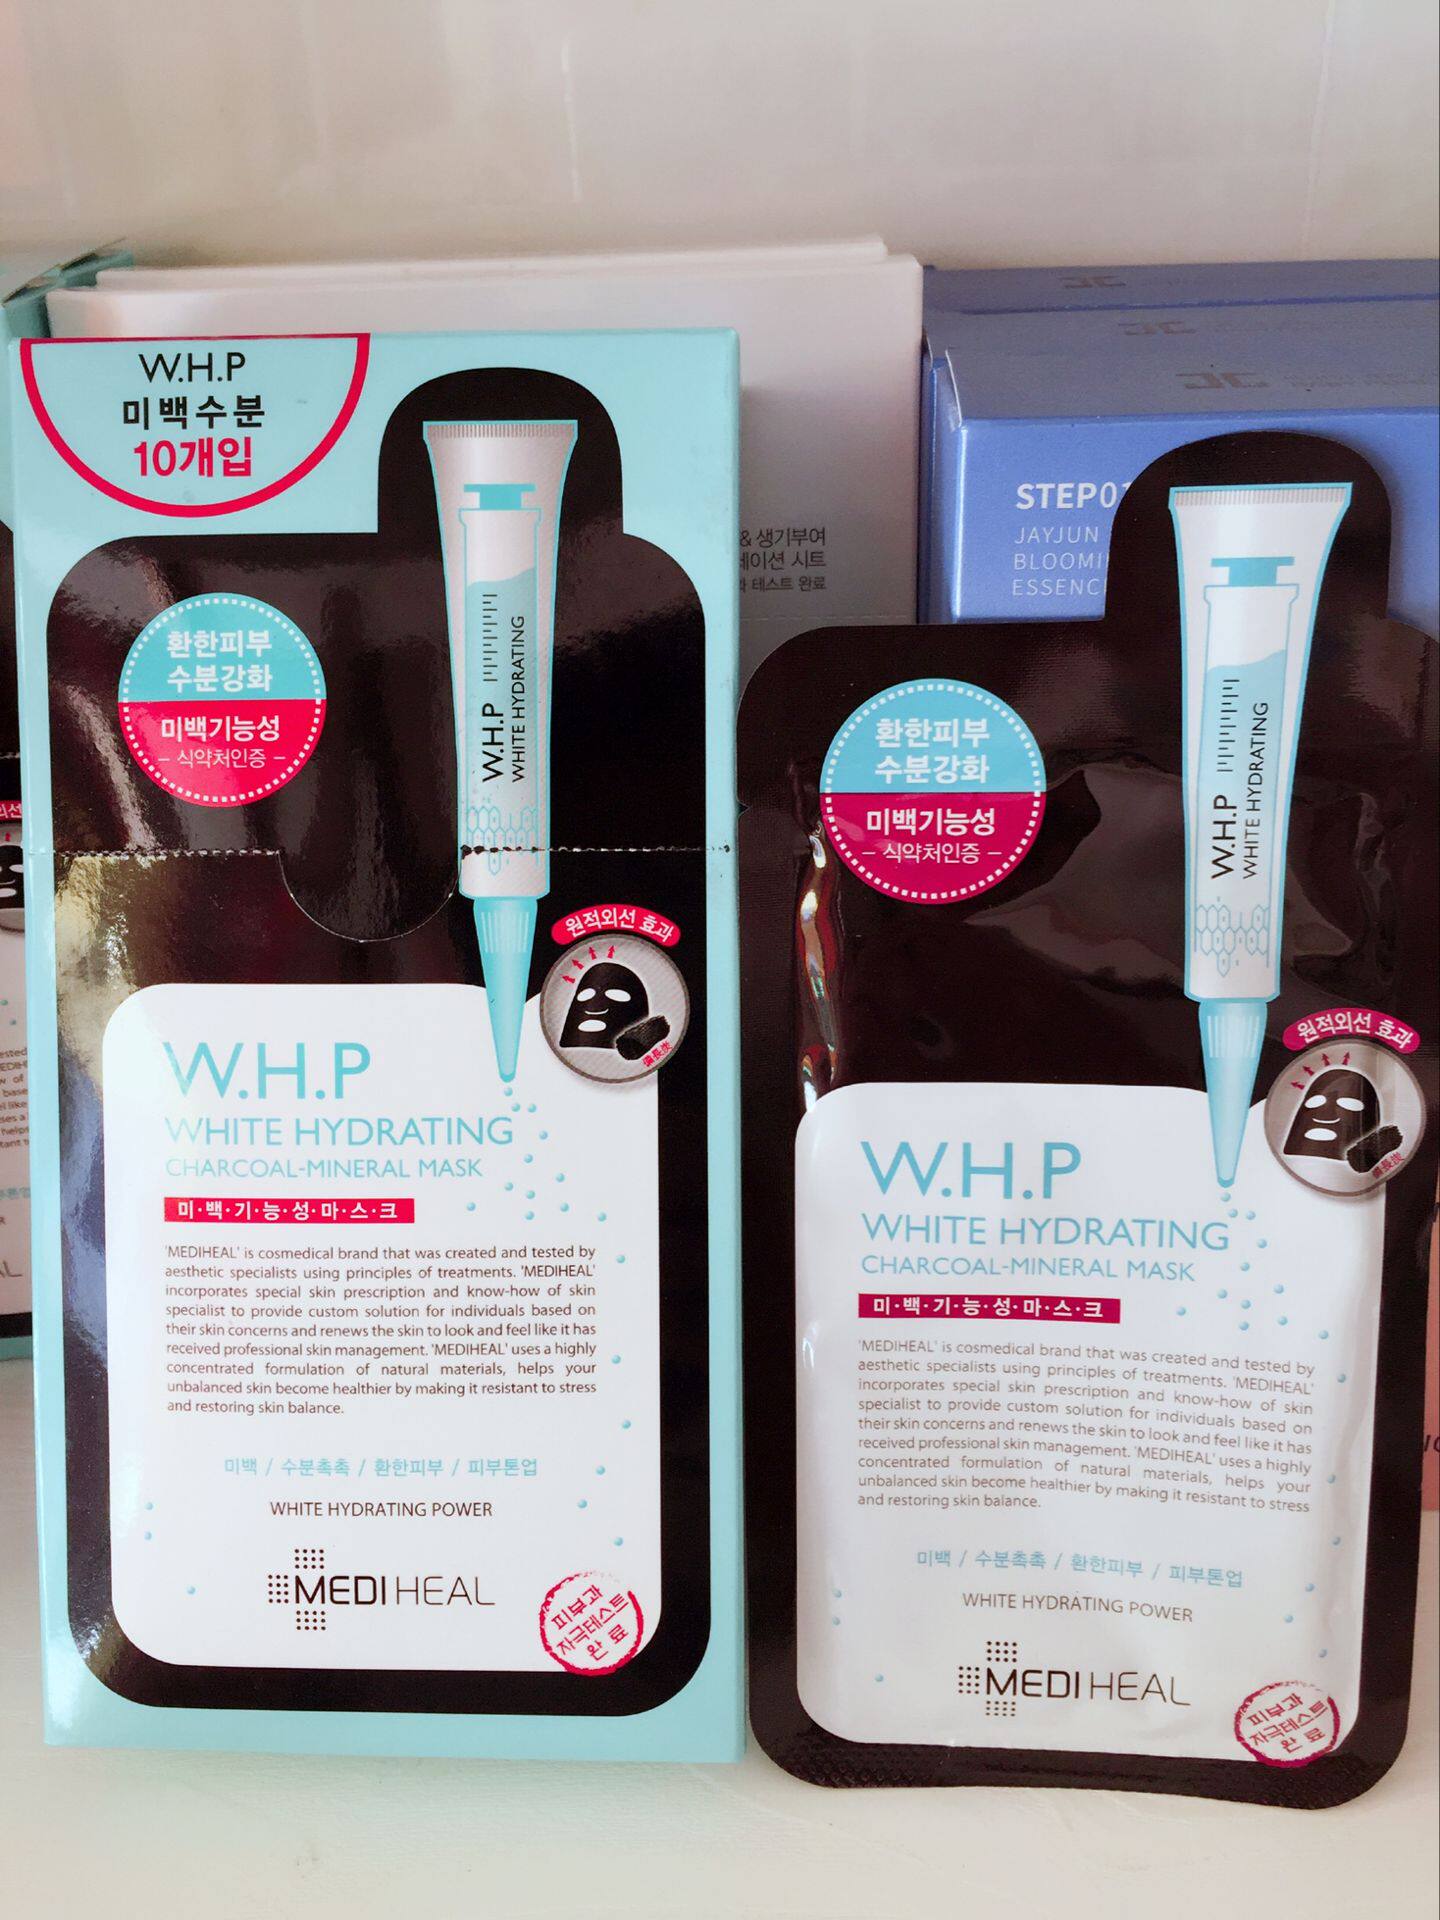 W.H.P
미백수분
10개입
환한피부
수분강화
미백기능성
- 식약처인증 -
W.H.P
WHITE HYDRATING
원적외선 효과
備長炭
W.H.P
WHITE HYDRATING
CHARCOAL-MINERAL MASK
미·백·기·능·성·마·스·크
'MEDIHEAL' is cosmedical brand that was created and tested by
aesthetic specialists using principles of treatments. 'MEDIHEAL'
incorporates special skin prescription and know-how of skin
specialist to provide custom solution for individuals based on
their skin concerns and renews the skin to look and feel like it has
received professional skin management. 'MEDIHEAL' uses a highly
concentrated formulation of natural materials, helps your
unbalanced skin become healthier by making it resistant to stress
and restoring skin balance.
미백 / 수분촉촉 / 환한피부 / 피부톤업
WHITE HYDRATING POWER
MEDIHEAL
피부과
자극테스트
완료
& 생기부여
시트
테스트 완료
STEP01
JAYJUN
ESSENC
환한피부
수분강화
미백기능성
- 식약처인증 -
W.H.P
WHITE HYDRATING
원적외선 효과
備長炭
W.H.P
WHITE HYDRATING
CHARCOAL-MINERAL MASK
미·백·기·능·성·마·스·크
'MEDIHEAL' is cosmedical brand that was created and tested by
aesthetic specialists using principles of treatments. 'MEDIHEAL'
incorporates special skin prescription and know-how of skin
specialist to provide custom solution for individuals based on
their skin concerns and renews the skin to look and feel like it has
received professional skin management. 'MEDIHEAL' uses a highly
concentrated formulation of natural materials, helps your
unbalanced skin become healthier by making it resistant to stress
and restoring skin balance.
미백 / 수분촉촉 / 환한피부 / 피부톤업
WHITE HYDRATING POWER
MEDIHEAL
피부과
자극테스트
완료